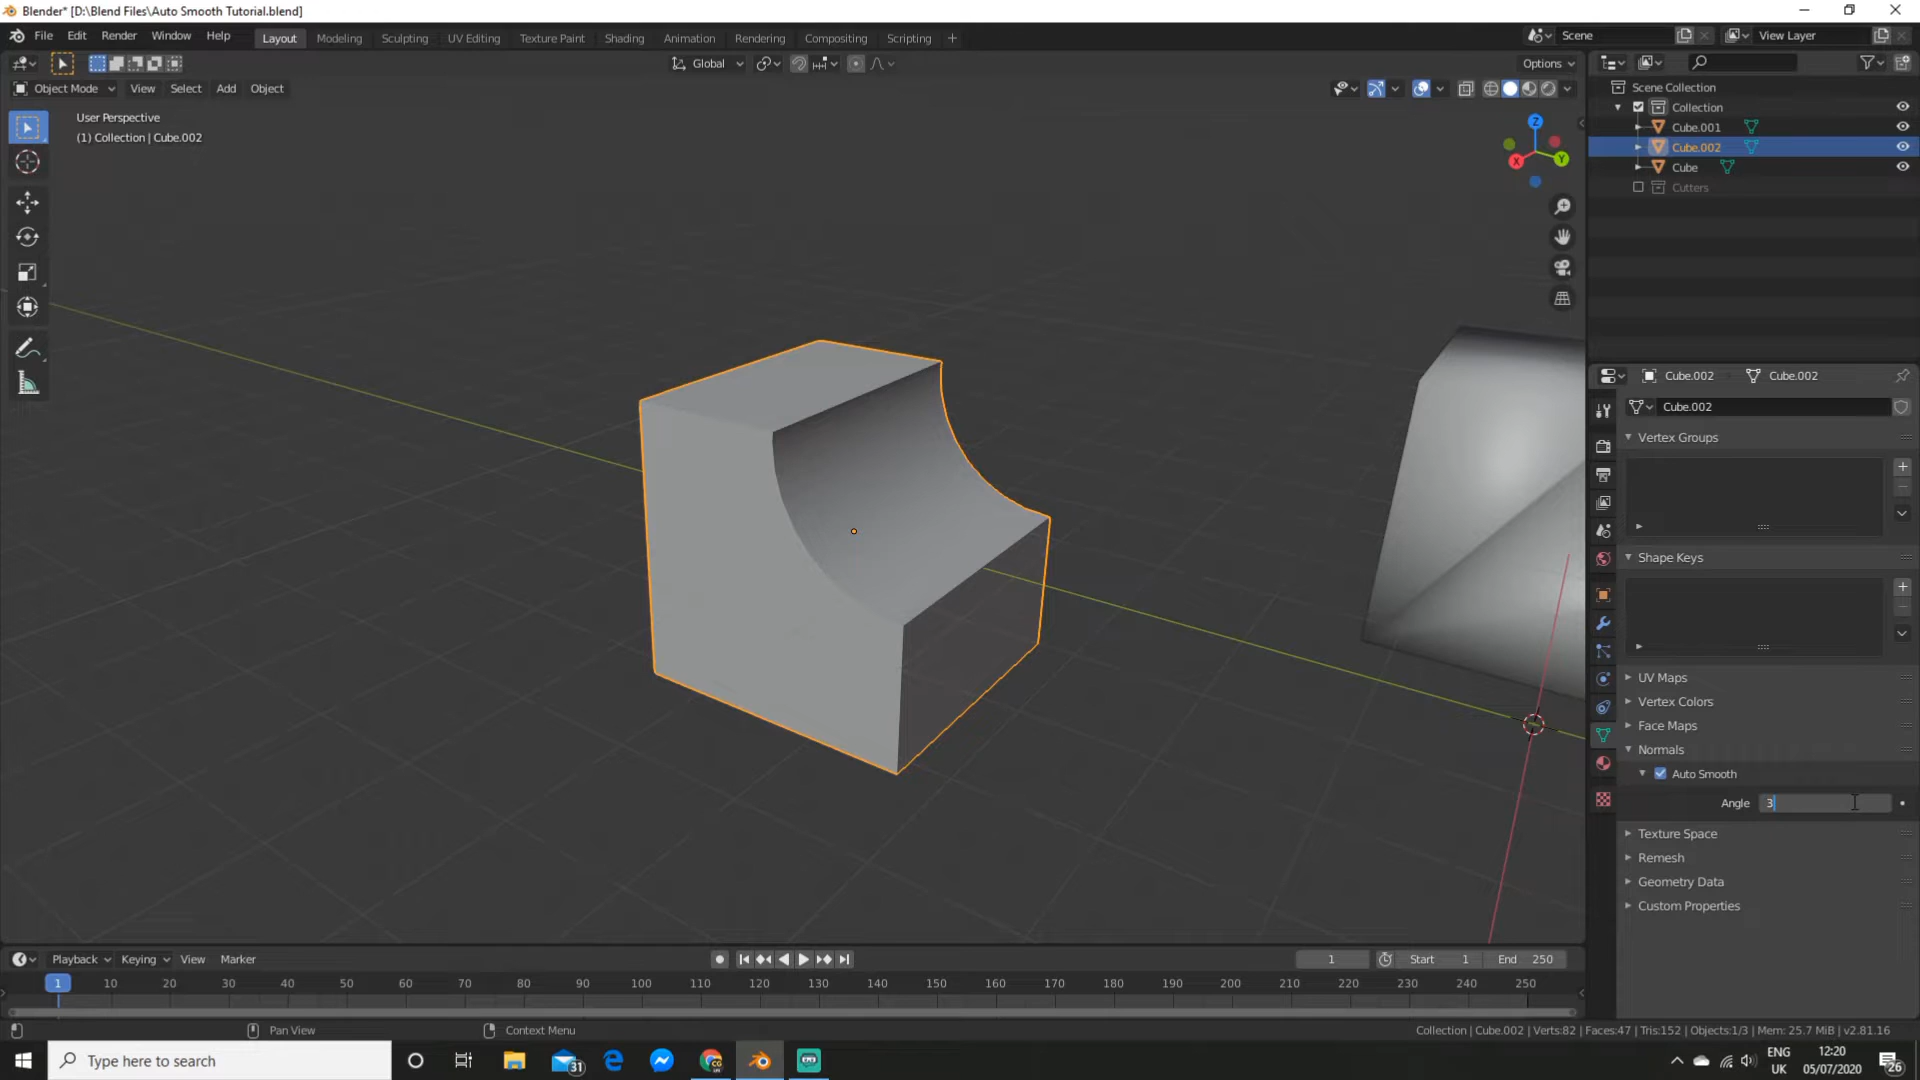 Blender* [D:\Blend Files\Auto Smooth Tutorial.blend]
File Edit Render Window Help
Layout Modeling Sculpting UV Editing Texture Paint Shading Animation Rendering Compositing Scripting +
Scene
View Layer
Global
Options
Object Mode View Select Add Object
User Perspective
(1) Collection | Cube.002
Z
X
Y
Scene Collection
Collection
Cube.001
Cube.002
Cube
Cutters
Cube.002 Cube.002
Cube.002
Vertex Groups
Shape Keys
UV Maps
Vertex Colors
Face Maps
Normals
Auto Smooth
Angle 3
Texture Space
Remesh
Geometry Data
Custom Properties
Playback Keying View Marker
1 Start 1 End 250
1 10 20 30 40 50 60 70 80 90 100 110 120 130 140 150 160 170 180 190 200 210 220 230 240 250
Pan View
Context Menu
Collection | Cube.002 | Verts:82 | Faces:47 | Tris:152 | Objects:1/3 | Mem: 25.7 MiB | v2.81.16
Type here to search
31
ENG
UK
12:20
05/07/2020
26